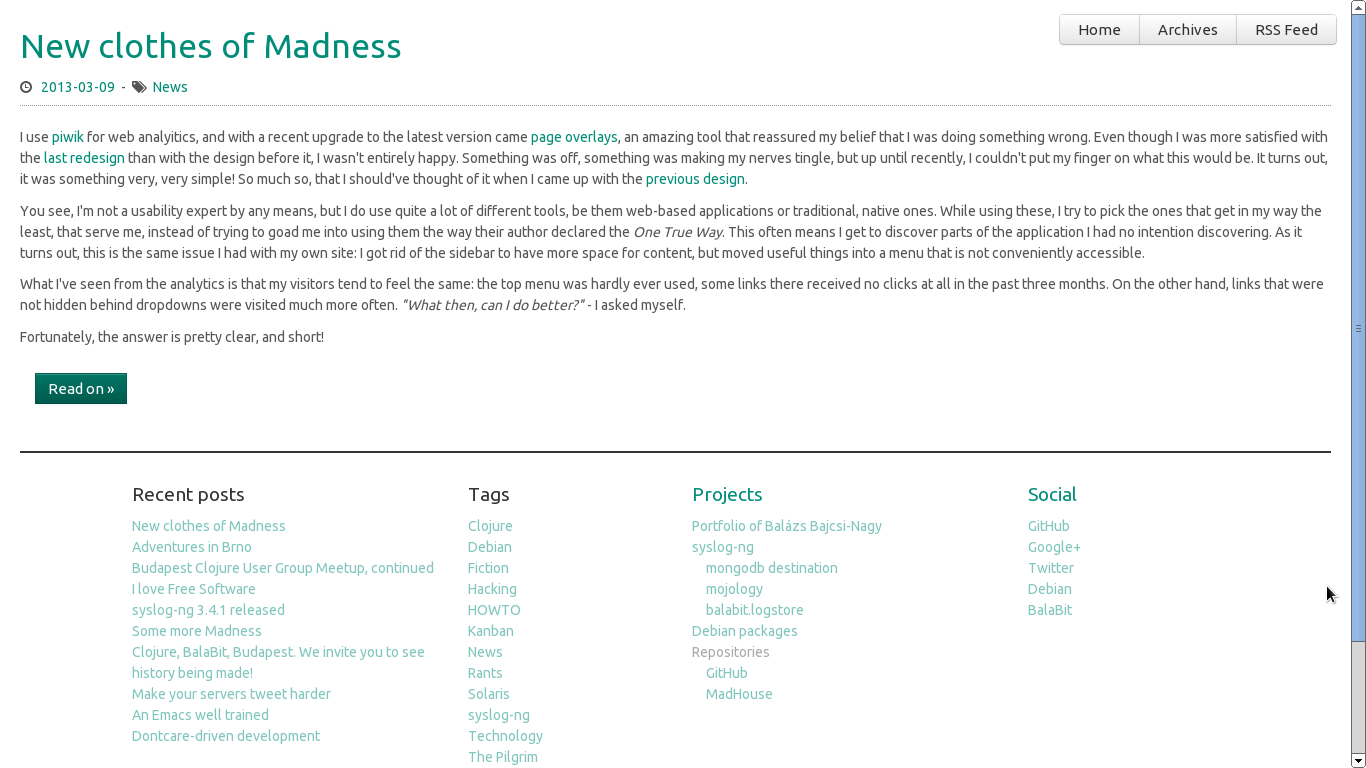 Home Archives RSS Feed
New clothes of Madness
2013-03-09 - News
I use piwik for web analyitics, and with a recent upgrade to the latest version came page overlays, an amazing tool that reassured my belief that I was doing something wrong. Even though I was more satisfied with
the last redesign than with the design before it, I wasn't entirely happy. Something was off, something was making my nerves tingle, but up until recently, I couldn't put my finger on what this would be. It turns out,
it was something very, very simple! So much so, that I should've thought of it when I came up with the previous design.
You see, I'm not a usability expert by any means, but I do use quite a lot of different tools, be them web-based applications or traditional, native ones. While using these, I try to pick the ones that get in my way the
least, that serve me, instead of trying to goad me into using them the way their author declared the One True Way. This often means I get to discover parts of the application I had no intention discovering. As it
turns out, this is the same issue I had with my own site: I got rid of the sidebar to have more space for content, but moved useful things into a menu that is not conveniently accessible.
What I've seen from the analytics is that my visitors tend to feel the same: the top menu was hardly ever used, some links there received no clicks at all in the past three months. On the other hand, links that were
not hidden behind dropdowns were visited much more often. "What then, can I do better?" - I asked myself.
Fortunately, the answer is pretty clear, and short!
Read on »
Recent posts
New clothes of Madness
Adventures in Brno
Budapest Clojure User Group Meetup, continued
I love Free Software
syslog-ng 3.4.1 released
Some more Madness
Clojure, BalaBit, Budapest. We invite you to see
history being made!
Make your servers tweet harder
An Emacs well trained
Dontcare-driven development
Tags
Clojure
Debian
Fiction
Hacking
HOWTO
Kanban
News
Rants
Solaris
syslog-ng
Technology
The Pilgrim
Projects
Portfolio of Balázs Bajcsi-Nagy
syslog-ng
mongodb destination
mojology
balabit.logstore
Debian packages
Repositories
GitHub
MadHouse
Social
GitHub
Google+
Twitter
Debian
BalaBit